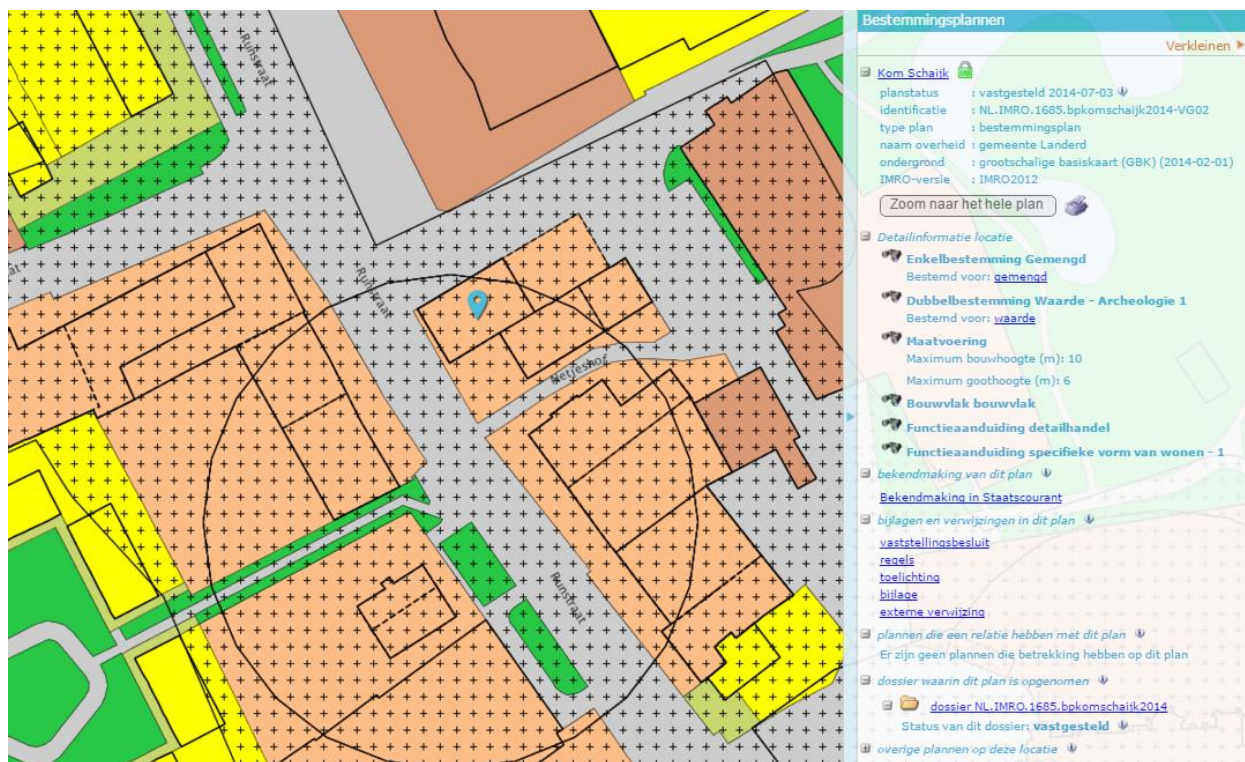 Runstraat
Runstraat
Netjeshof
Runstraat
Bestemmingsplannen
Verkleinen
Kom Schaijk
planstatus : vastgesteld 2014-07-03
identificatie : NL.IMRO.1685.bpkomschaijk2014-VG02
type plan : bestemmingsplan
naam overheid : gemeente Landerd
ondergrond : grootschalige basiskaart (GBK) (2014-02-01)
IMRO-versie : IMRO2012
Zoom naar het hele plan
Detailinformatie locatie
Enkelbestemming Gemengd
Bestemd voor: gemengd
Dubbelbestemming Waarde - Archeologie 1
Bestemd voor: waarde
Maatvoering
Maximum bouwhoogte (m): 10
Maximum goothoogte (m): 6
Bouwvlak bouwvlak
Functieaanduiding detailhandel
Functieaanduiding specifieke vorm van wonen - 1
bekendmaking van dit plan
Bekendmaking in Staatscourant
bijlagen en verwijzingen in dit plan
vaststellingsbesluit
regels
toelichting
bijlage
externe verwijzing
plannen die een relatie hebben met dit plan
Er zijn geen plannen die betrekking hebben op dit plan
dossier waarin dit plan is opgenomen
dossier NL.IMRO.1685.bpkomschaijk2014
Status van dit dossier: vastgesteld
overige plannen op deze locatie